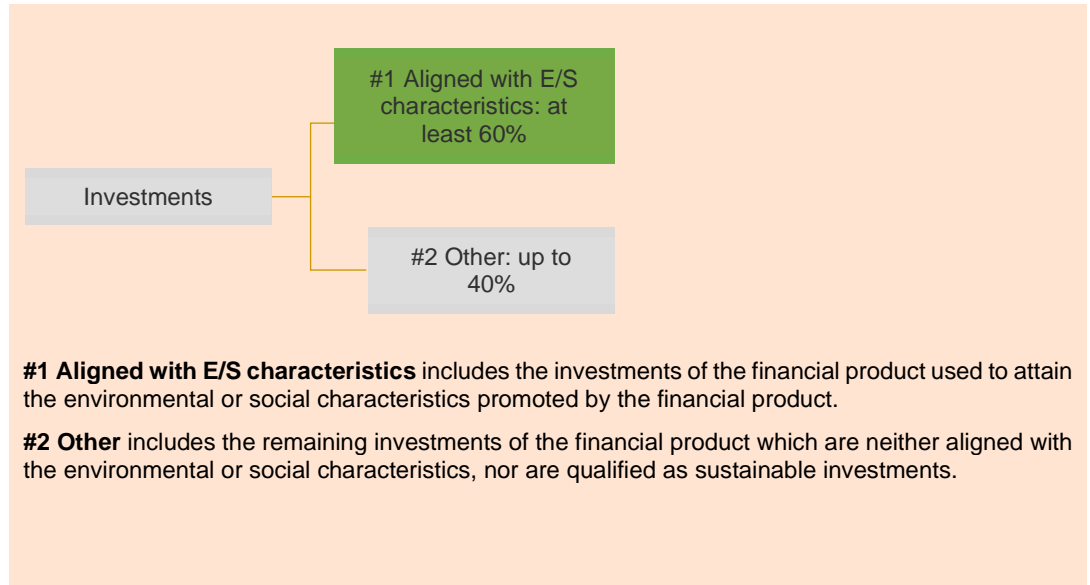 #1 Aligned with E/S
characteristics: at
least 60%
Investments
#2 Other: up to
40%
#1 Aligned with E/S characteristics includes the investments of the financial product used to attain
the environmental or social characteristics promoted by the financial product.
#2 Other includes the remaining investments of the financial product which are neither aligned with
the environmental or social characteristics, nor are qualified as sustainable investments.